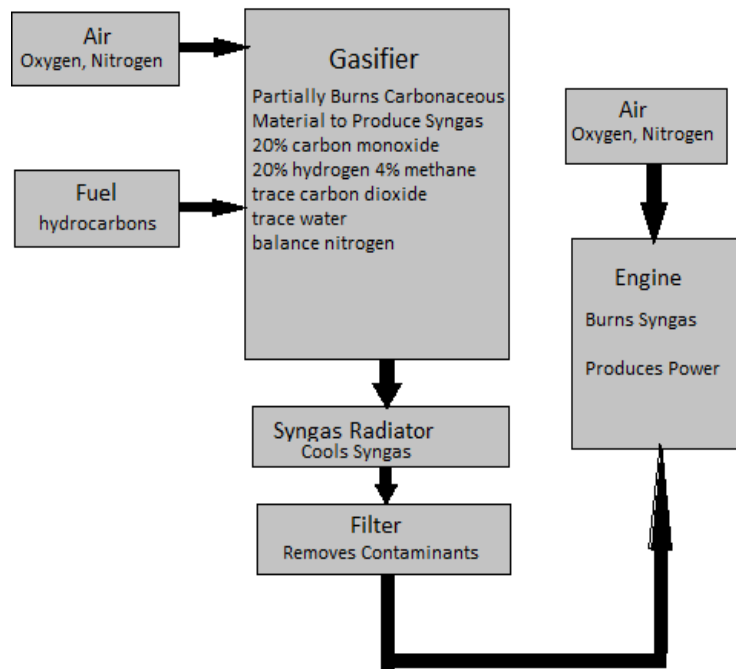 Air
Oxygen, Nitrogen
Gasifier
Partially Burns Carbonaceous
Material to Produce Syngas
20% carbon monoxide
20% hydrogen 4% methane
trace carbon dioxide
trace water
balance nitrogen
Fuel
hydrocarbons
Syngas Radiator
Cools Syngas
Filter
Removes Contaminants
Air
Oxygen, Nitrogen
Engine
Burns Syngas
Produces Power